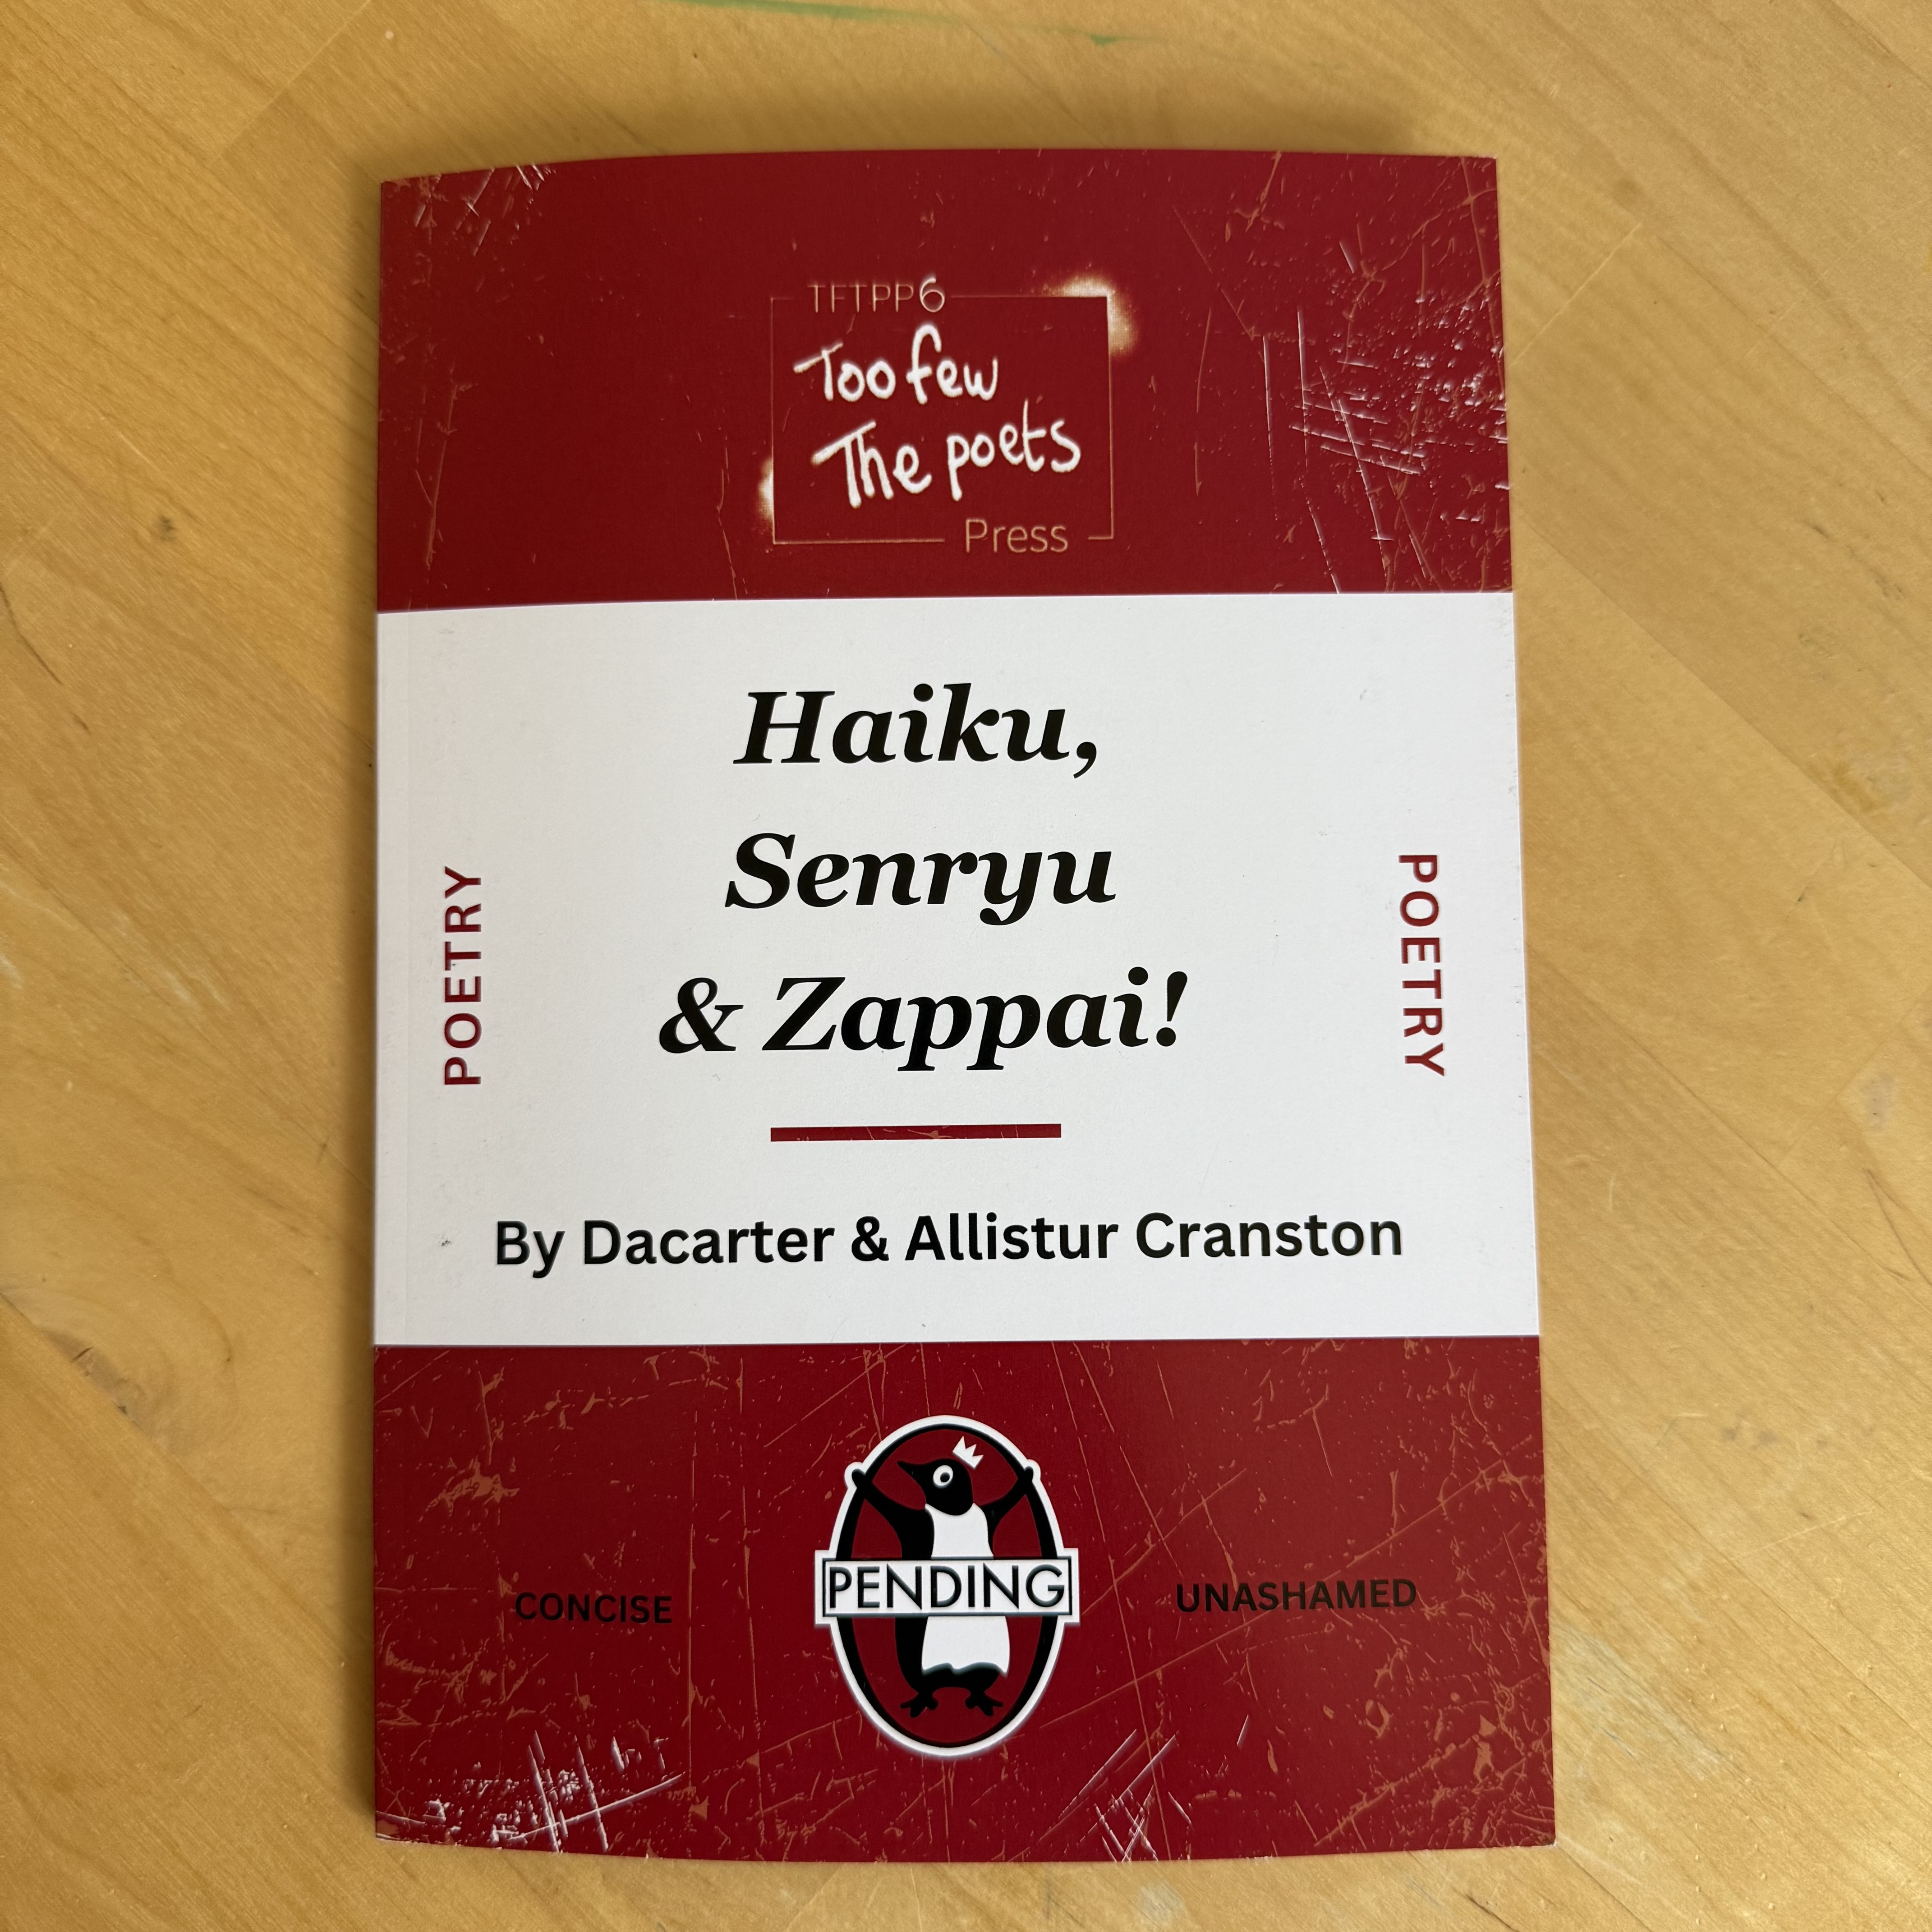 TFTPP6
Too few
The poets
Press
Haiku,
Senryu
& Zappai!
POETRY
POETRY
By Dacarter & Allistur Cranston
CONCISE
PENDING
UNASHAMED